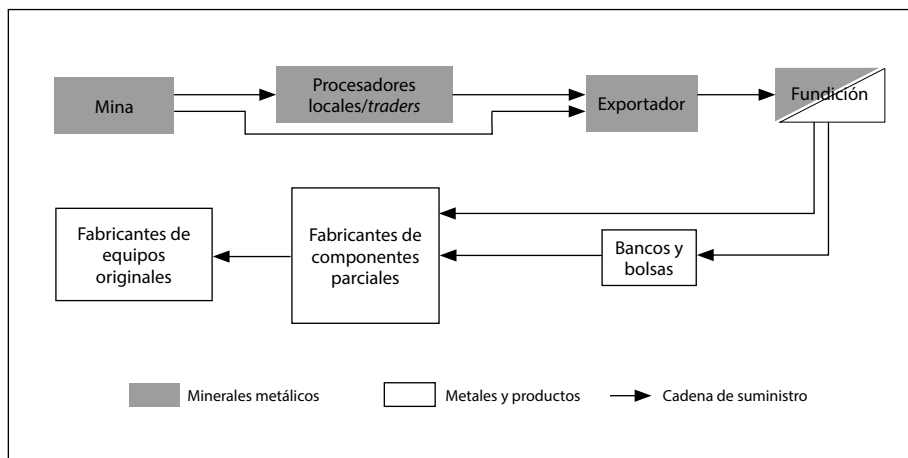 Mina
Procesadores
locales/traders
Exportador
Fundición
Fabricantes de
equipos
originales
Fabricantes de
componentes
parciales
Bancos y
bolsas
Minerales metálicos
Metales y productos
Cadena de suministro